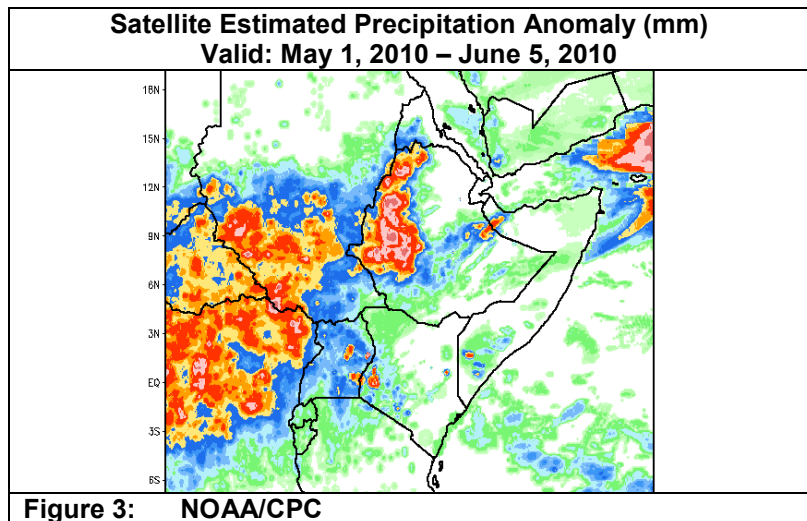 Satellite Estimated Precipitation Anomaly (mm)
Valid: May 1, 2010 – June 5, 2010
18N
15N
12N
9N
6N
3N
EQ
3S
6S
Figure 3: NOAA/CPC